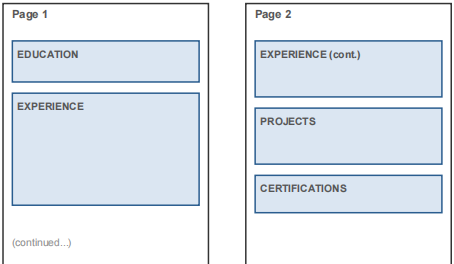 Page 1
EDUCATION
EXPERIENCE
(continued...)
Page 2
EXPERIENCE (cont.)
PROJECTS
CERTIFICATIONS